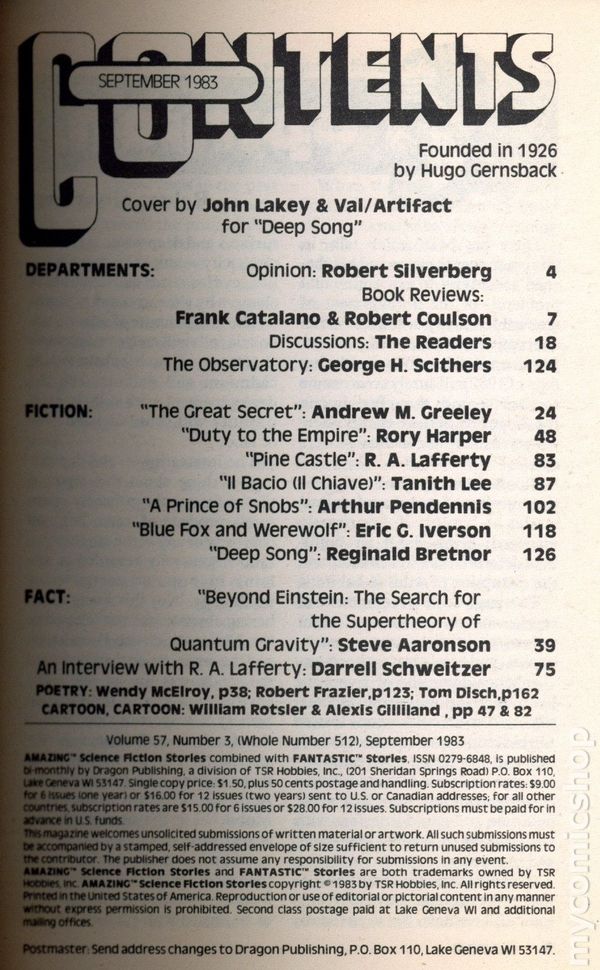 CONTENTS
SEPTEMBER 1983
Founded in 1926
by Hugo Gernsback
Cover by John Lakey & Val/Artifact
for "Deep Song"
DEPARTMENTS: Opinion: Robert Silverberg 4
Book Reviews:
Frank Catalano & Robert Coulson 7
Discussions: The Readers 18
The Observatory: George H. Scithers 124
FICTION: "The Great Secret": Andrew M. Greeley 24
"Duty to the Empire": Rory Harper 48
"Pine Castle": R. A. Lafferty 83
"Il Bacio (Il Chiave)": Tanith Lee 87
"A Prince of Snobs": Arthur Pendennis 102
"Blue Fox and Werewolf": Eric G. Iverson 118
"Deep Song": Reginald Bretnor 126
FACT: "Beyond Einstein: The Search for
the Supertheory of
Quantum Gravity": Steve Aaronson 39
An Interview with R. A. Lafferty: Darrell Schweitzer 75
POETRY: Wendy McElroy, p38; Robert Frazier,p123; Tom Disch,p162
CARTOON, CARTOON: William Rotsler & Alexis Gilliland , pp 47 & 82
Volume 57, Number 3, (Whole Number 512), September 1983
AMAZING™ Science Fiction Stories combined with FANTASTIC™ Stories, ISSN 0279-6848, is published
bi-monthly by Dragon Publishing, a division of TSR Hobbies, Inc., (201 Sheridan Springs Road) P.O. Box 110,
Lake Geneva WI 53147. Single copy price: $1.50, plus 50 cents postage and handling. Subscription rates: $9.00
for 6 issues (one year) or $16.00 for 12 issues (two years) sent to U.S. or Canadian addresses; for all other
countries, subscription rates are $15.00 for 6 issues or $28.00 for 12 issues. Subscriptions must be paid for in
advance in U.S. funds.
This magazine welcomes unsolicited submissions of written material or artwork. All such submissions must
be accompanied by a stamped, self-addressed envelope of size sufficient to return unused submissions to
the contributor. The publisher does not assume any responsibility for submissions in any event.
AMAZING™ Science Fiction Stories and FANTASTIC™ Stories are both trademarks owned by TSR
Hobbies, Inc. AMAZING™ Science Fiction Stories copyright ©1983 by TSR Hobbies, Inc. All rights reserved.
Printed in the United States of America. Reproduction or use of editorial or pictorial content in any manner
without express permission is prohibited. Second class postage paid at Lake Geneva WI and additional
mailing offices.
Postmaster: Send address changes to Dragon Publishing, P.O. Box 110, Lake Geneva WI 53147.
mycomicshop